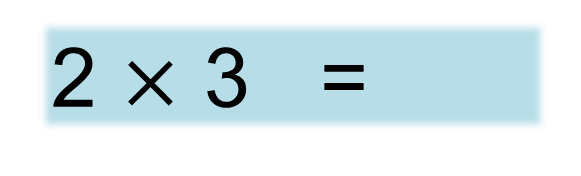 2 × 3 =